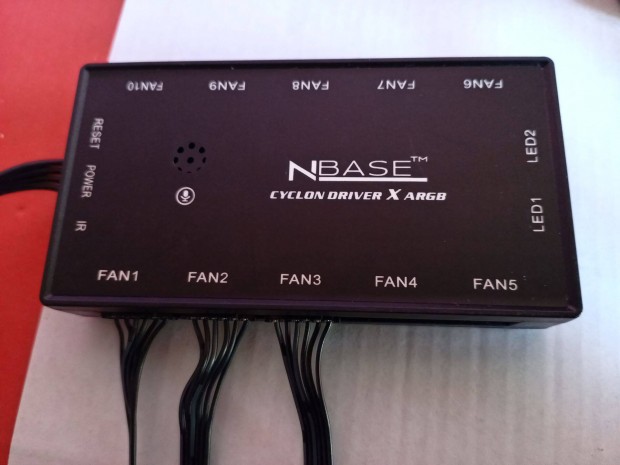 FAN10 FAN9 FAN8 FAN7 FAN6
RESET
POWER
IR
NBASE™
CYCLON DRIVER X ARGB
LED2
LED1
FAN1 FAN2 FAN3 FAN4 FAN5